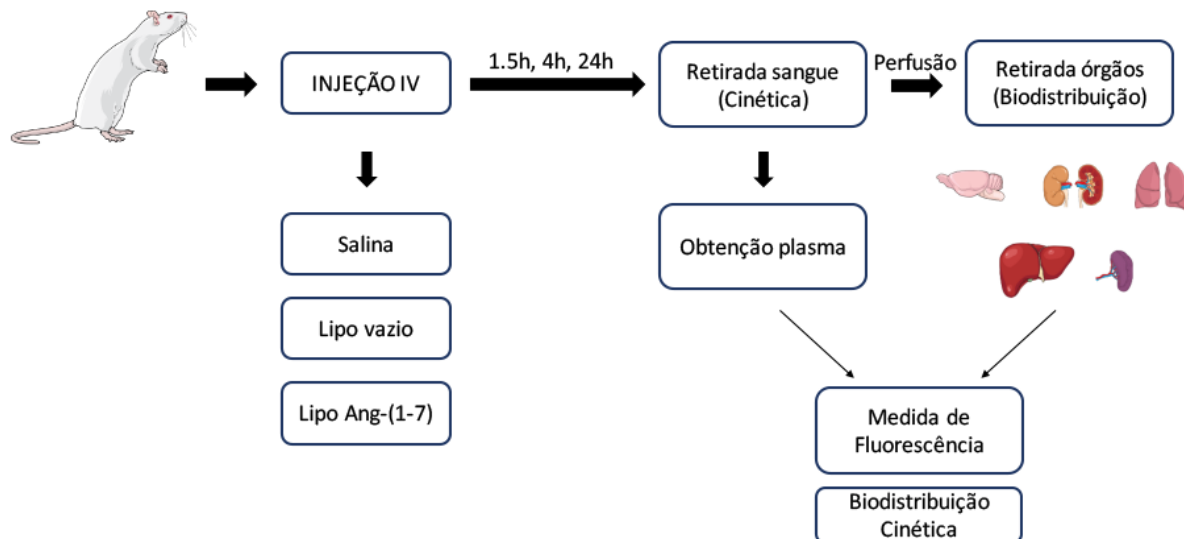 INJEÇÃO IV
1.5h, 4h, 24h
Retirada sangue
(Cinética)
Perfusão
Retirada órgãos
(Biodistribuição)
Salina
Lipo vazio
Lipo Ang-(1-7)
Obtenção plasma
Medida de
Fluorescência
Biodistribuição
Cinética